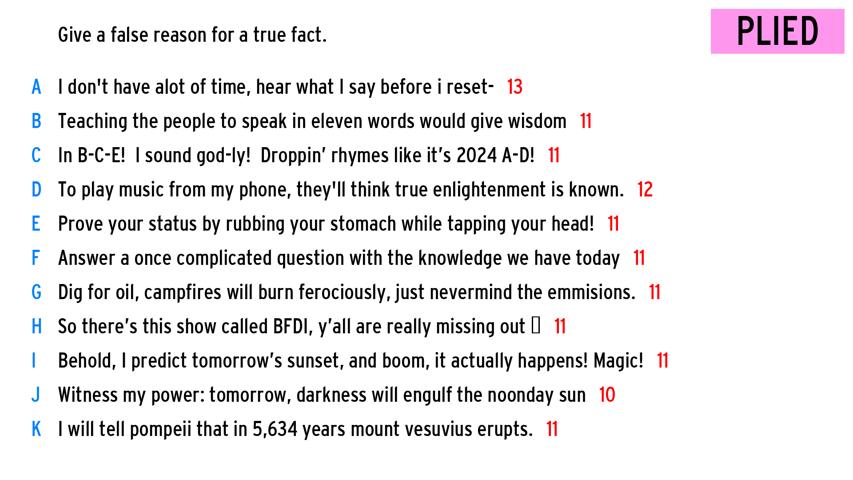 Give a false reason for a true fact.
PLIED
A I don't have alot of time, hear what I say before i reset- 13
B Teaching the people to speak in eleven words would give wisdom 11
C In B-C-E! I sound god-ly! Droppin’ rhymes like it’s 2024 A-D! 11
D To play music from my phone, they'll think true enlightenment is known. 12
E Prove your status by rubbing your stomach while tapping your head! 11
F Answer a once complicated question with the knowledge we have today 11
G Dig for oil, campfires will burn ferociously, just nevermind the emmisions. 11
H So there’s this show called BFDI, y’all are really missing out 11
I Behold, I predict tomorrow’s sunset, and boom, it actually happens! Magic! 11
J Witness my power: tomorrow, darkness will engulf the noonday sun 10
K I will tell pompeii that in 5,634 years mount vesuvius erupts. 11